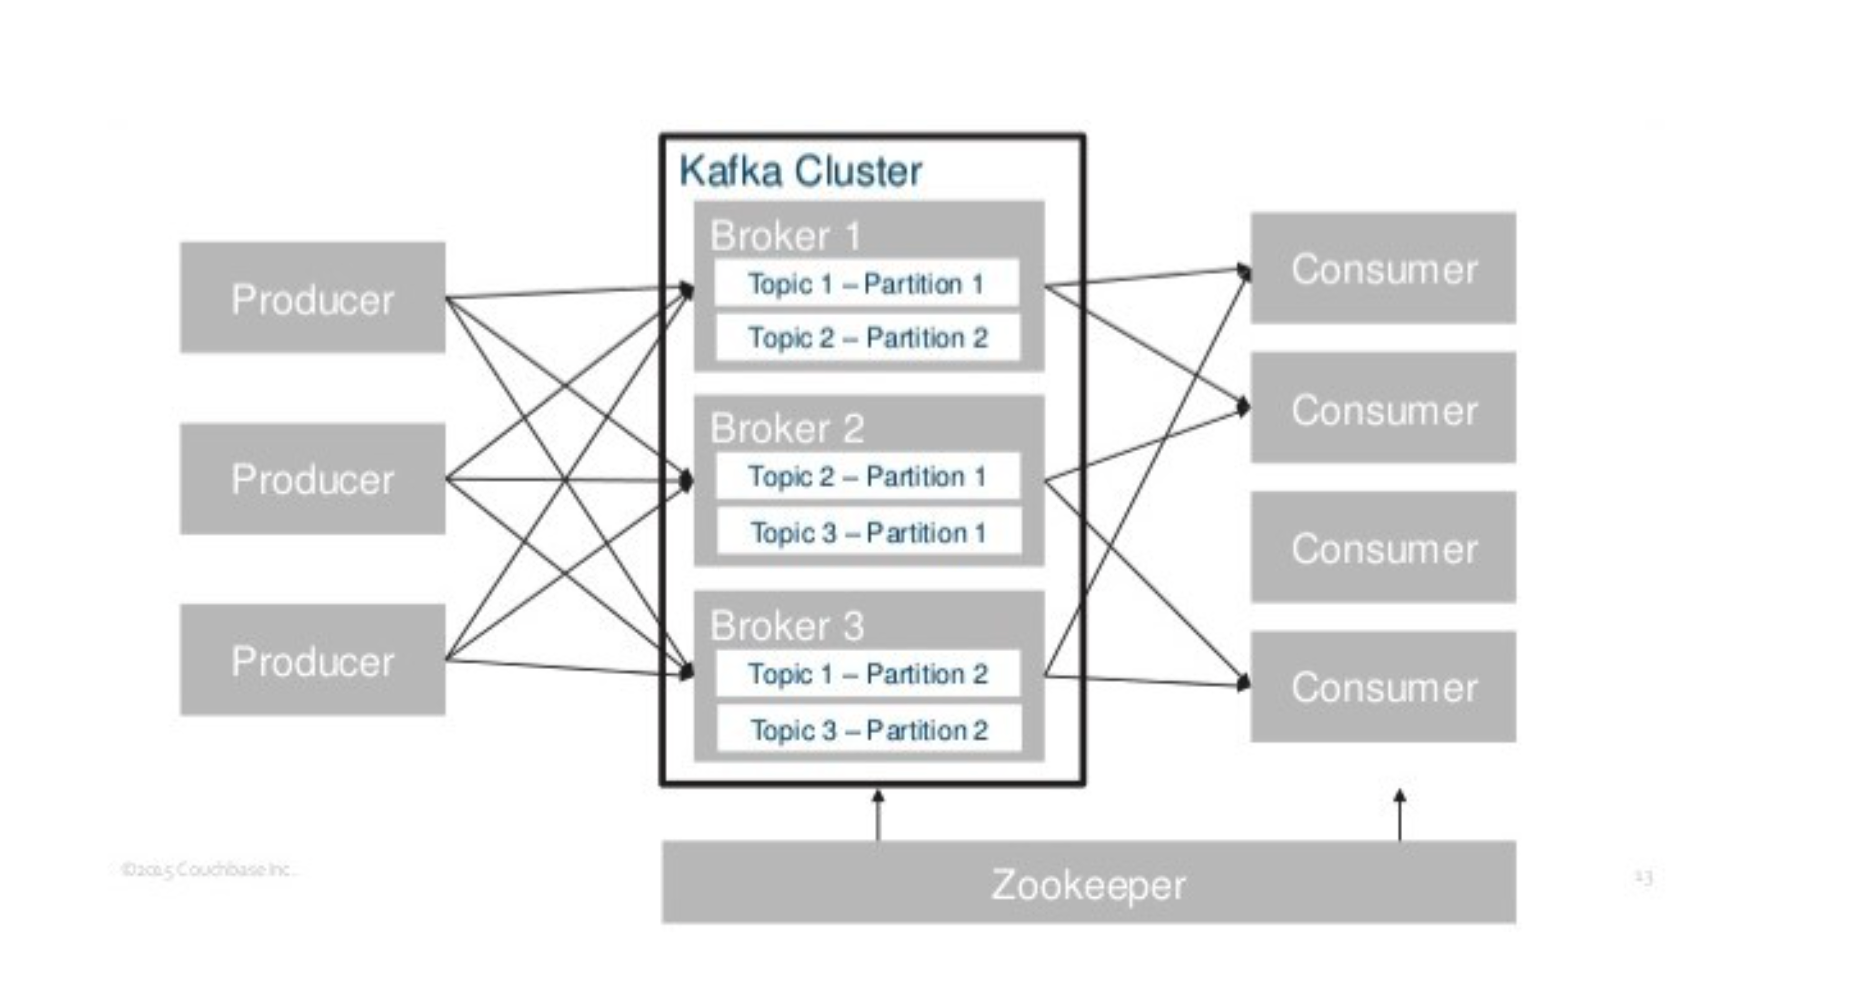 Kafka Cluster
Producer
Producer
Producer
Broker 1
Topic 1 – Partition 1
Topic 2 – Partition 2
Broker 2
Topic 2 – Partition 1
Topic 3 – Partition 1
Broker 3
Topic 1 – Partition 2
Topic 3 – Partition 2
Consumer
Consumer
Consumer
Consumer
Zookeeper
©2015 Couchbase Inc.
13